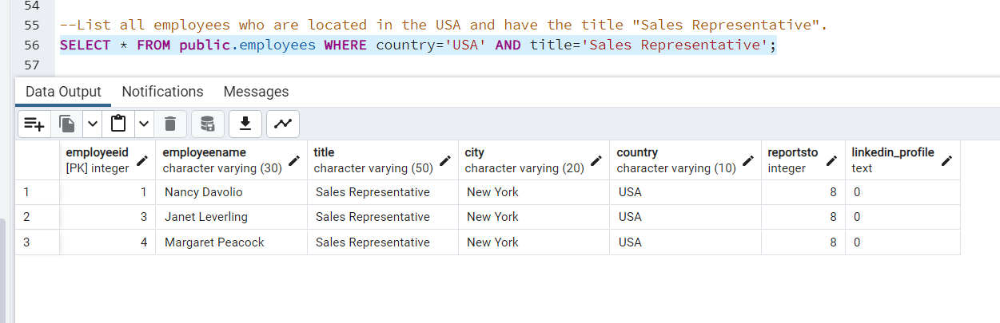 54
55 --List all employees who are located in the USA and have the title "Sales Representative".
56 SELECT * FROM public.employees WHERE country='USA' AND title='Sales Representative';
57
Data Output Notifications Messages
employeeid employeename title city country reportsto linkedin_profile
[PK] integer character varying (30) character varying (50) character varying (20) character varying (10) integer text
1 1 Nancy Davolio Sales Representative New York USA 8 0
2 3 Janet Leverling Sales Representative New York USA 8 0
3 4 Margaret Peacock Sales Representative New York USA 8 0